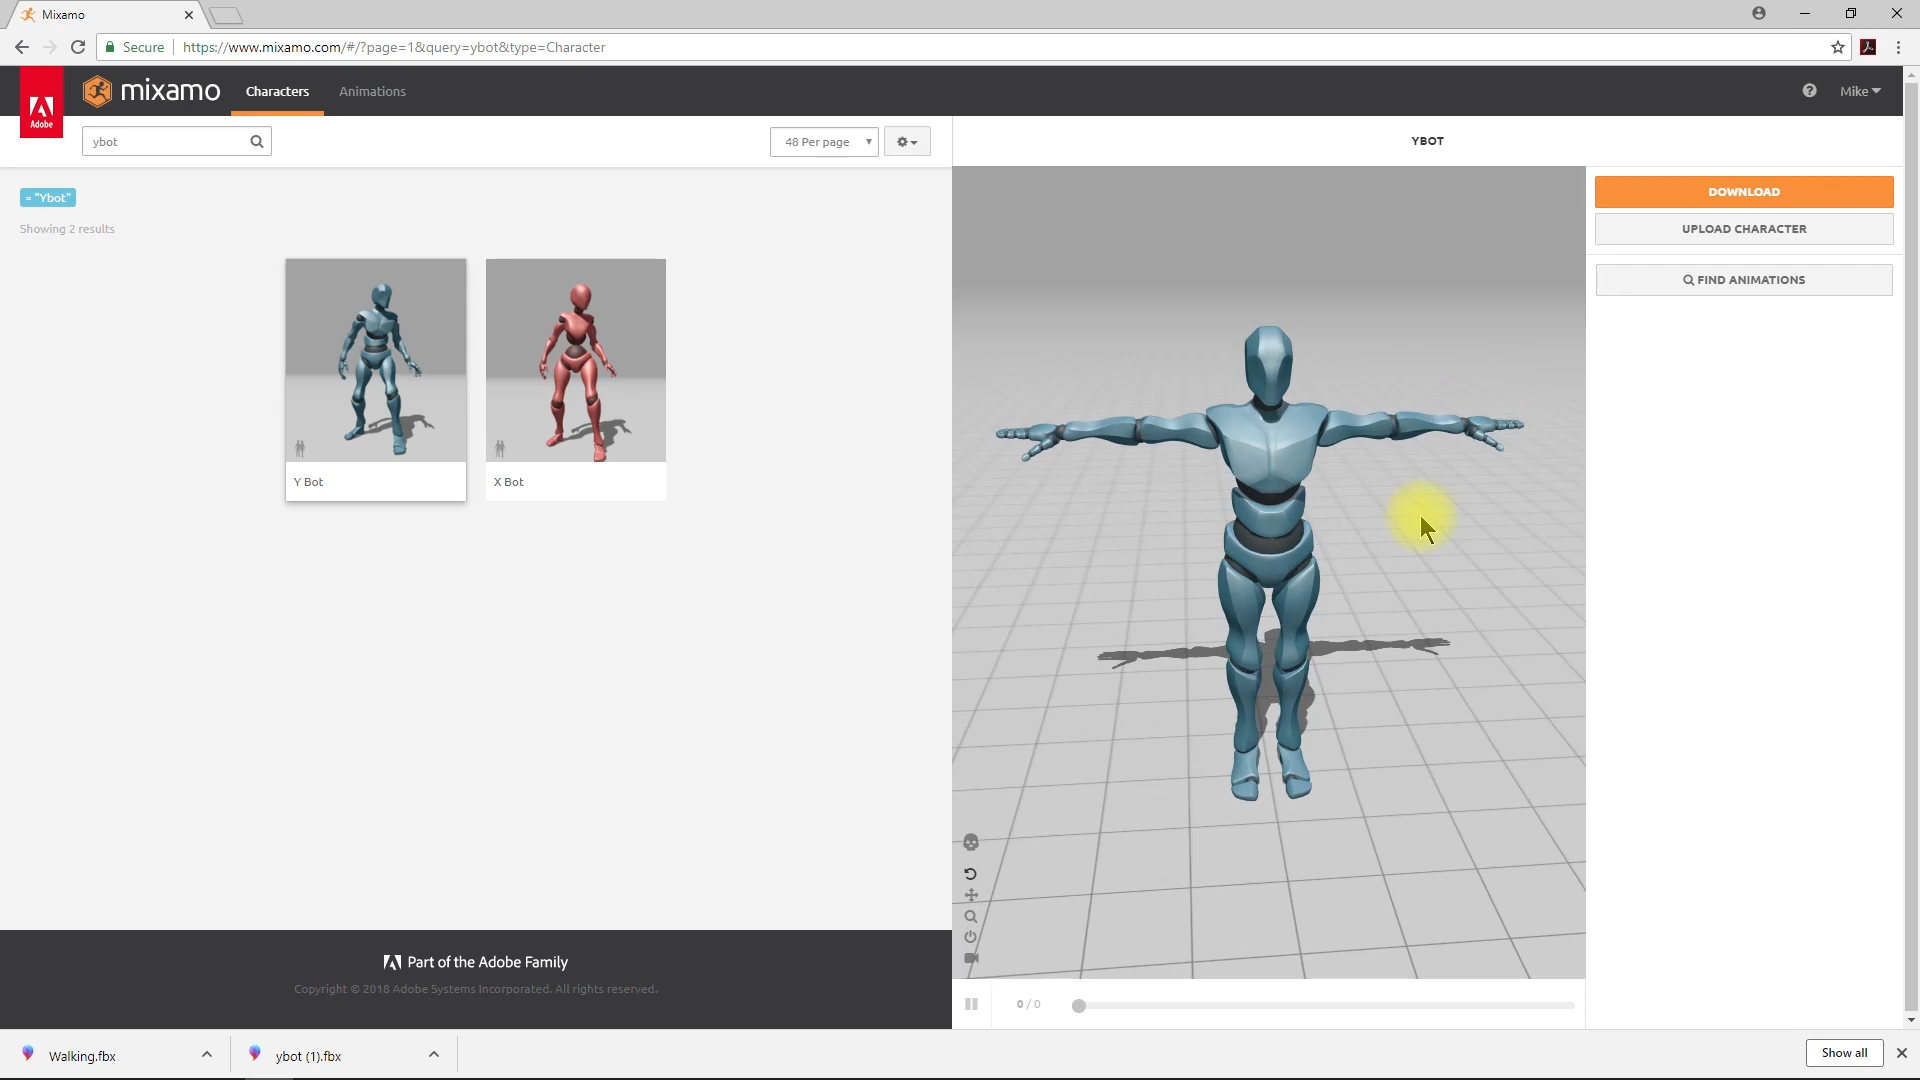 Mixamo
Secure
https://www.mixamo.com/#/?page=1&query=ybot&type=Character
Adobe
mixamo
Characters
Animations
Mike
ybot
48 Per page
YBOT
× "Ybot"
Showing 2 results
DOWNLOAD
UPLOAD CHARACTER
FIND ANIMATIONS
Y Bot
X Bot
Part of the Adobe Family
Copyright © 2018 Adobe Systems Incorporated. All rights reserved.
0 / 0
Walking.fbx
ybot (1).fbx
Show all